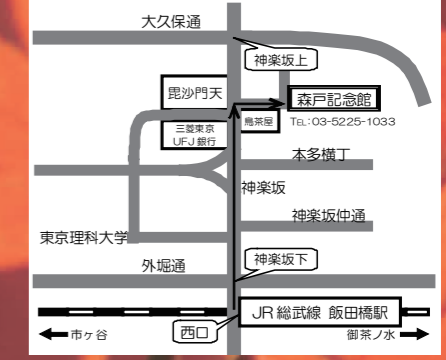 大久保通
神楽坂上
毘沙門天
森戸記念館
鳥茶屋
TEL:03-5225-1033
三菱東京
UFJ 銀行
本多横丁
神楽坂
神楽坂仲通
東京理科大学
外堀通
神楽坂下
JR 総武線 飯田橋駅
西口
市ヶ谷
御茶ノ水